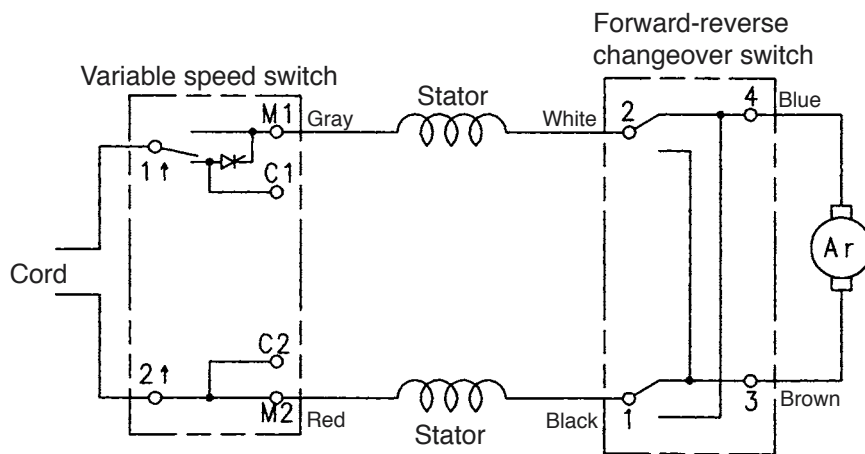 Forward-reverse
changeover switch
Variable speed switch
Stator
M1
Gray
White
2
4
Blue
1↑
C1
Ar
Cord
C2
2↑
M2
Red
Stator
Black
1
3
Brown